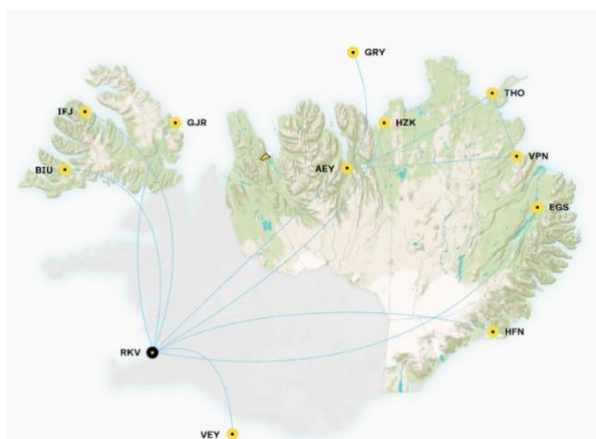 GRY
THO
IFJ
GJR
HZK
VPN
BIU
AEY
EGS
HFN
RKV
VEY